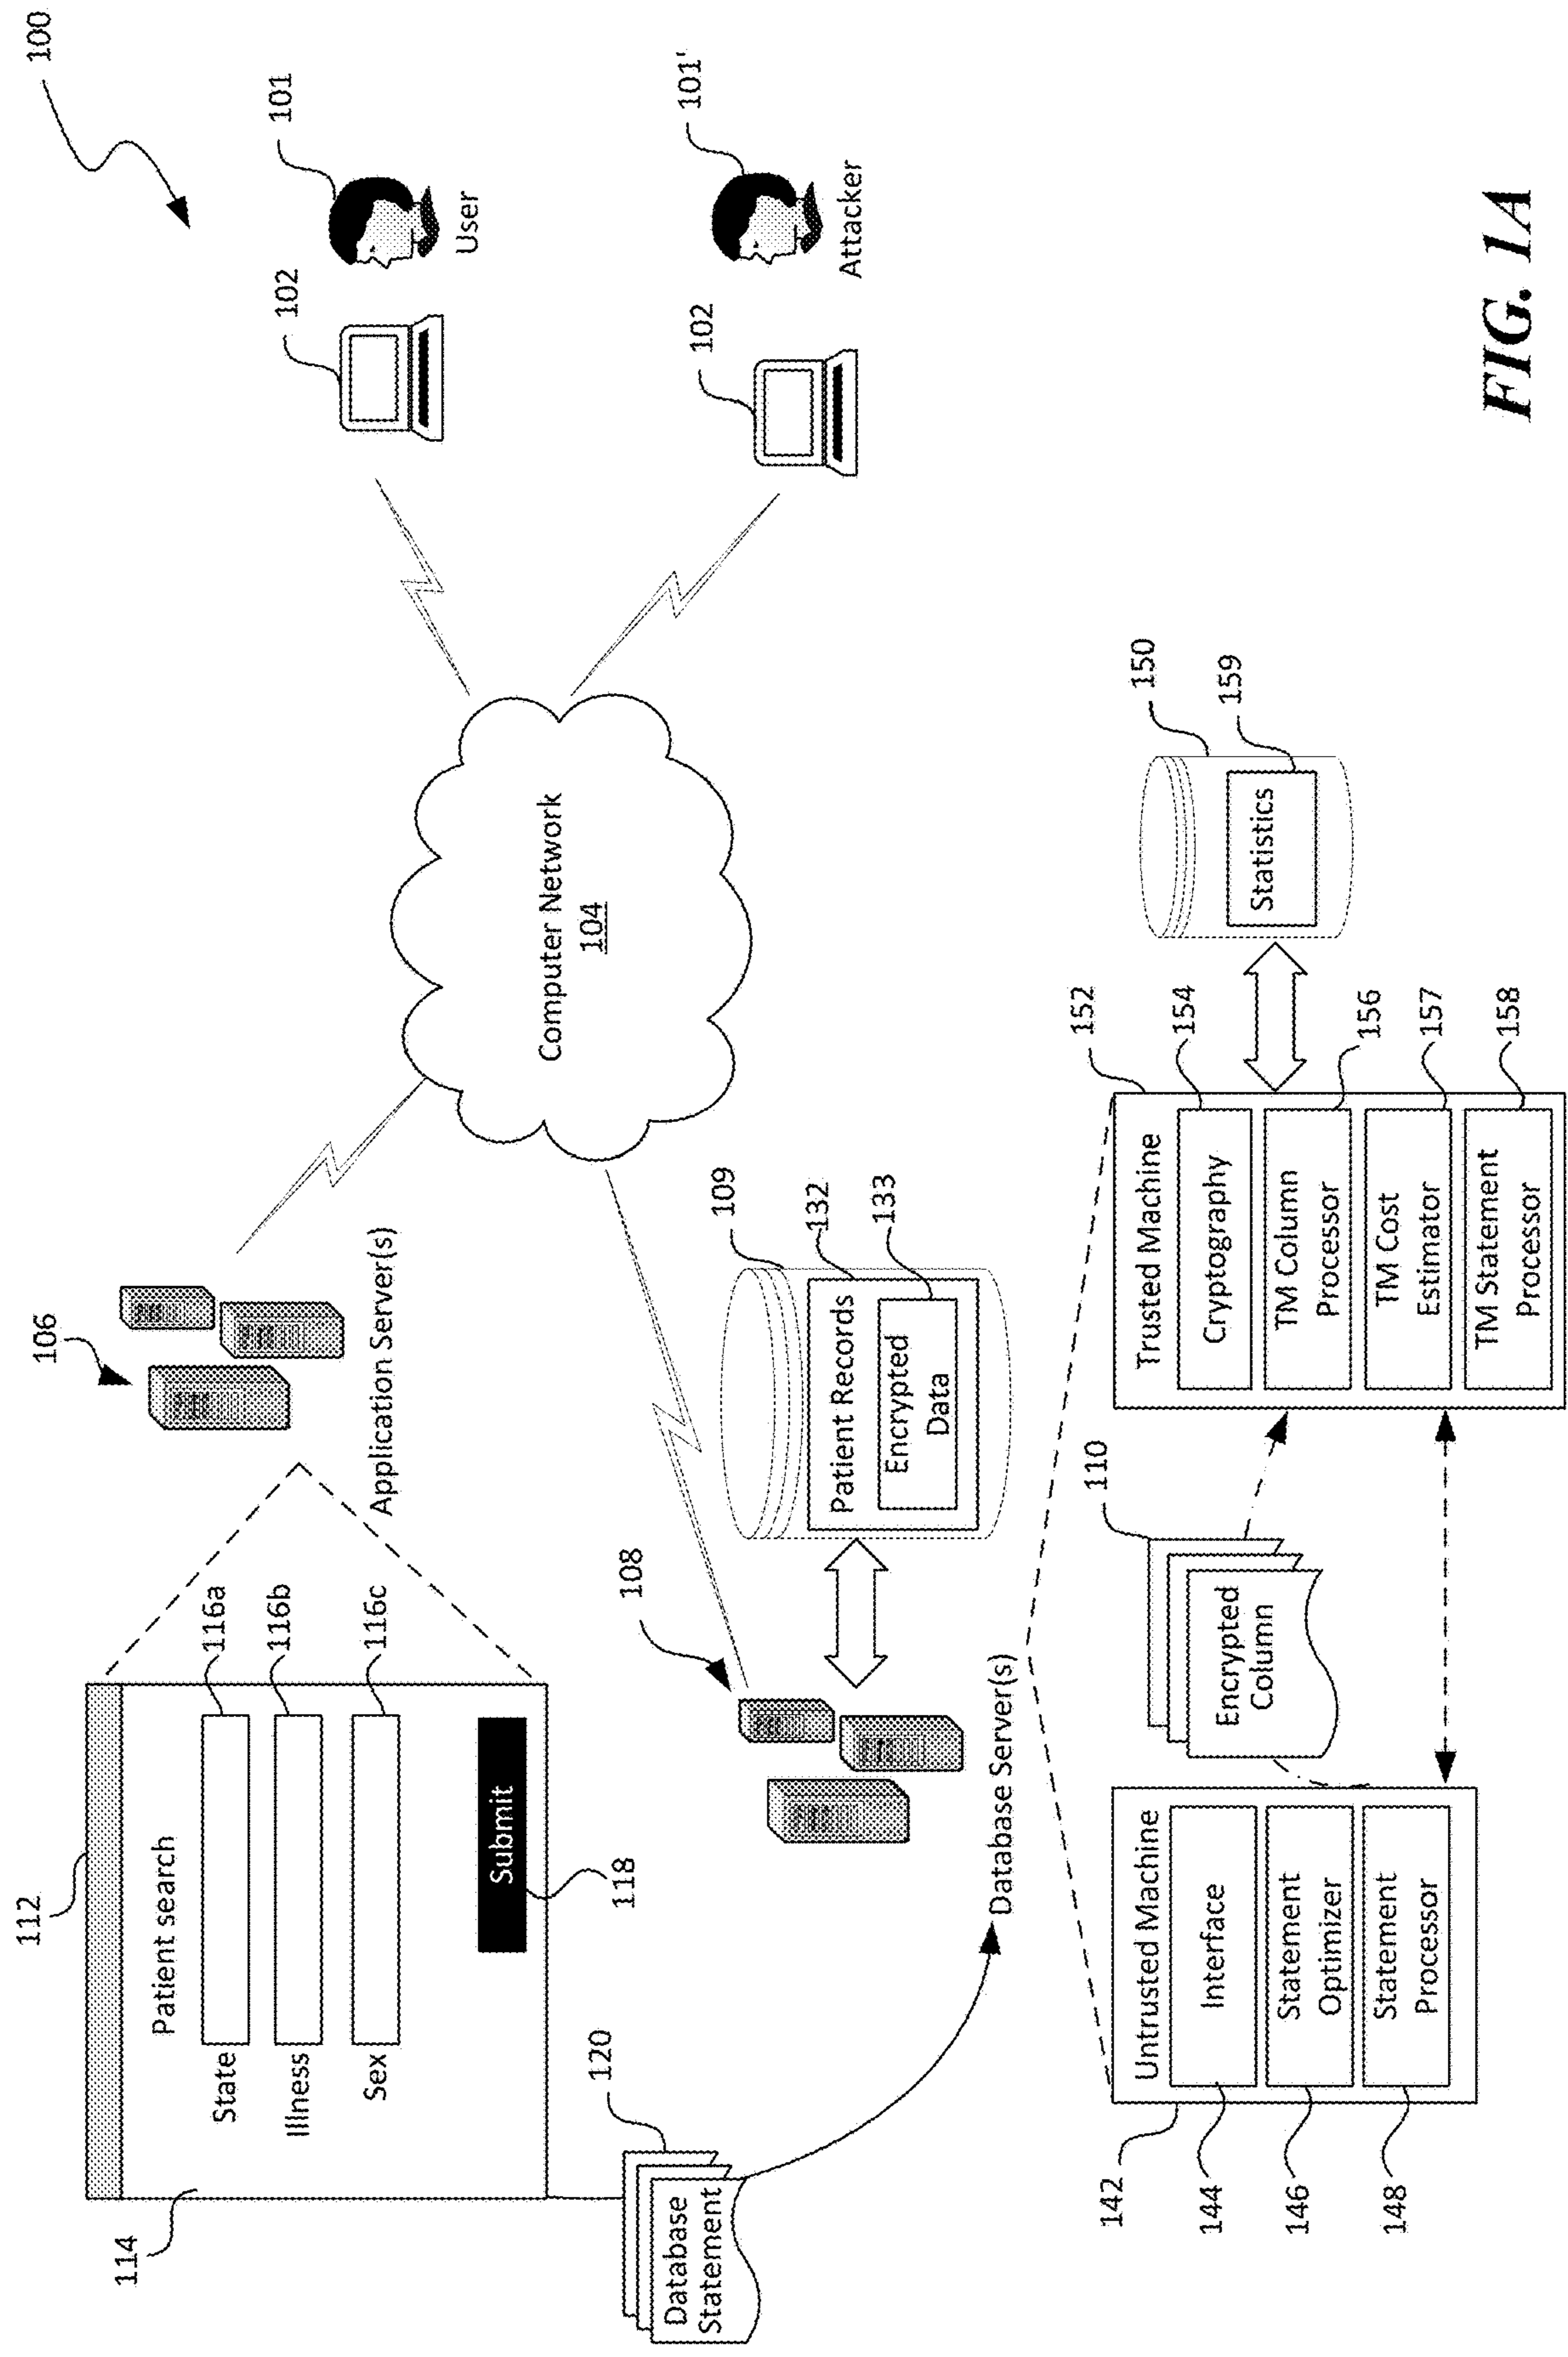 100
112
114
Patient search
State
116a
Illness
116b
Sex
116c
Submit
118
106
Application Server(s)
102
101
User
102
101'
Attacker
Computer Network
104
120
Database
Statement
108
Database Server(s)
109
Patient Records
132
Encrypted
Data
133
142
Untrusted Machine
144
Interface
146
Statement
Optimizer
148
Statement
Processor
110
Encrypted
Column
152
Trusted Machine
154
Cryptography
156
TM Column
Processor
157
TM Cost
Estimator
158
TM Statement
Processor
150
159
Statistics
FIG. 1A